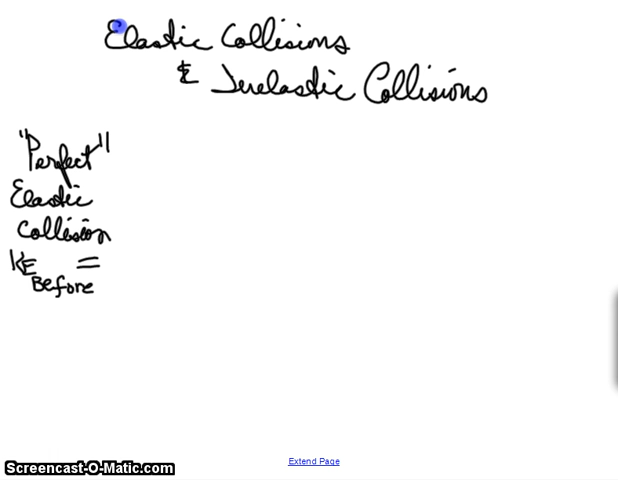 Elastic Collisions
& Inelastic Collisions
"Perfect"
Elastic
Collision
KE =
Before
Extend Page
Screencast-O-Matic.com